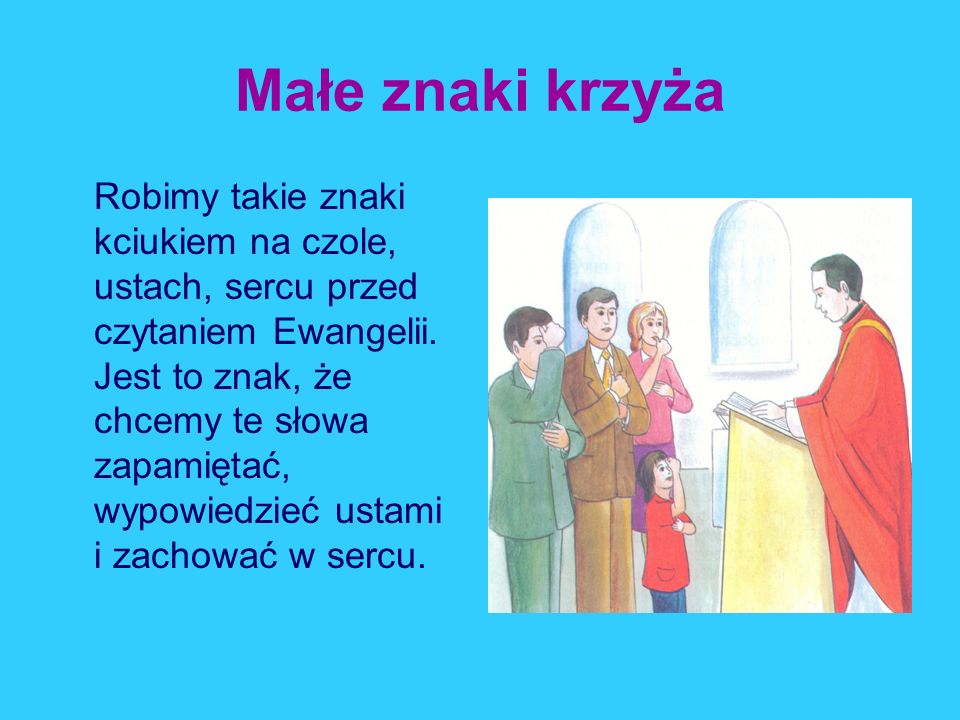 Małe znaki krzyża
Robimy takie znaki
kciukiem na czole,
ustach, sercu przed
czytaniem Ewangelii.
Jest to znak, że
chcemy te słowa
zapamiętać,
wypowiedzieć ustami
i zachować w sercu.